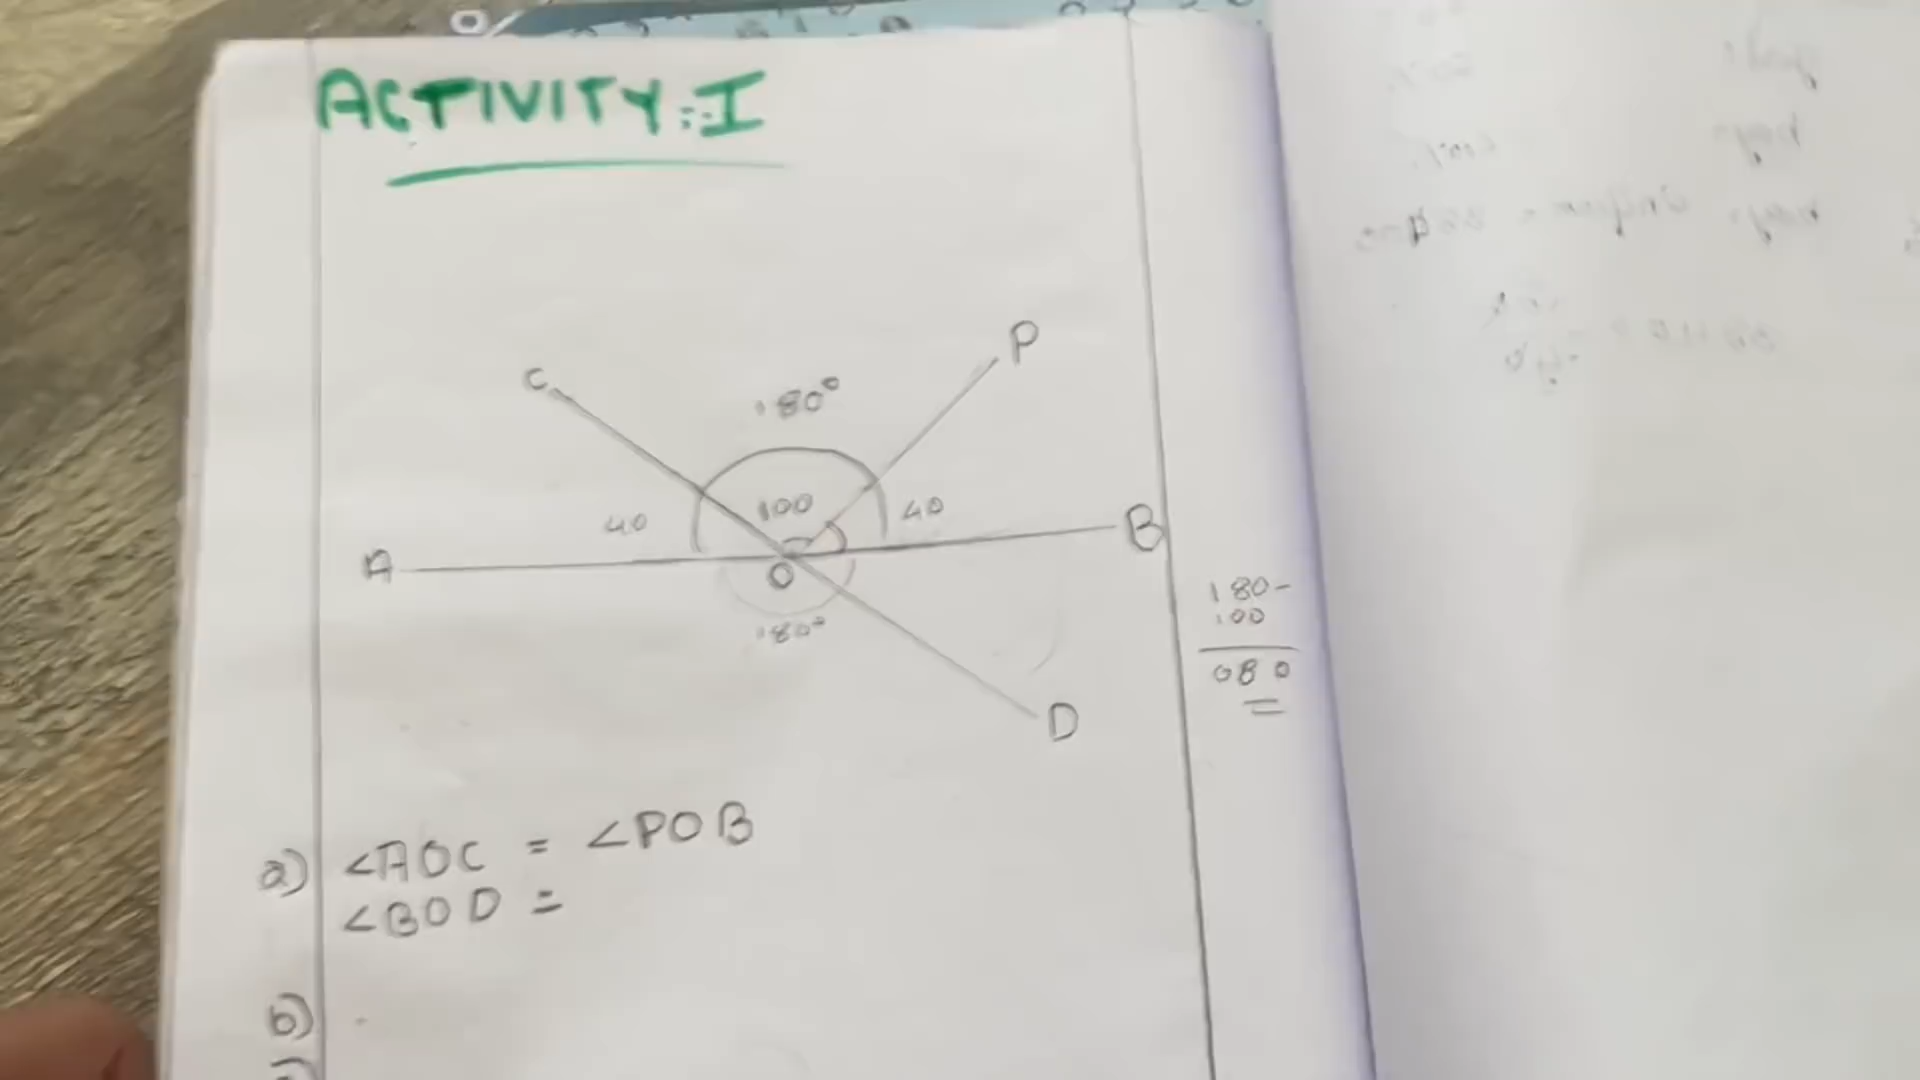 ACTIVITY:-I
P
C
180°
100
40
40
B
A
O
180-
100
180°
080
D
a) ∠AOC = ∠POB
∠BOD =
b)